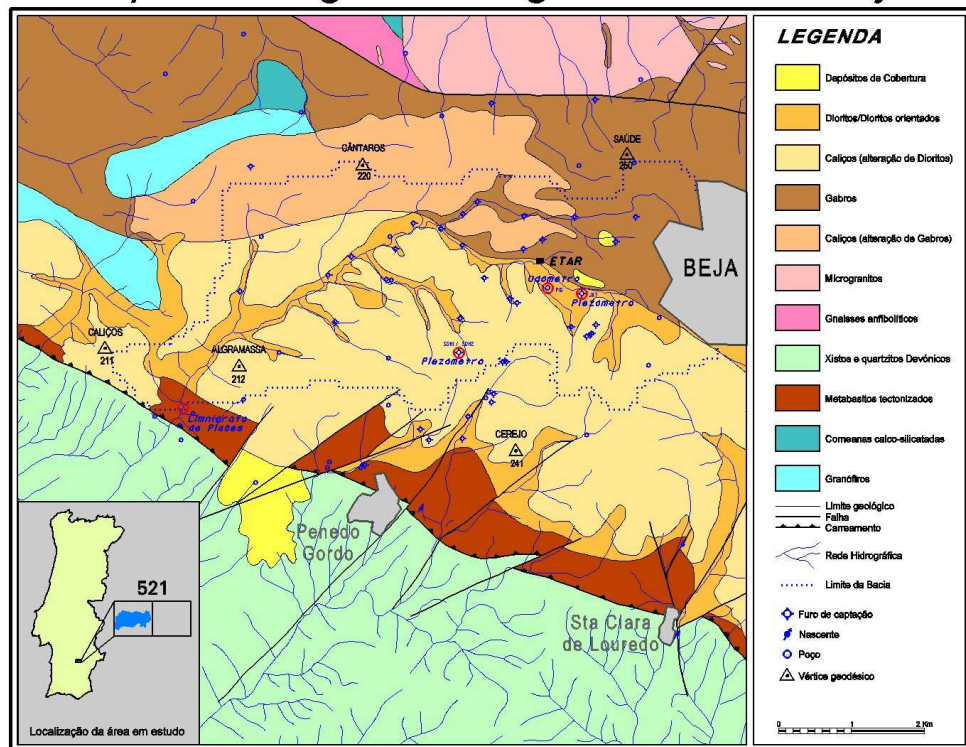 SAÚDE
250
CÂNTAROS
220
BEJA
ETAR
Udómetro
Piezómetro
CALIÇOS
211
ALGRAMASSA
212
Piezómetro
Limnígrafo
de Pisões
CEREJO
241
Penedo
Gordo
Sta Clara
de Louredo
521
Localização da área em estudo
LEGENDA
Depósitos de Cobertura
Dioritos/Dioritos orientados
Caliços (alteração de Dioritos)
Gabros
Caliços (alteração de Gabros)
Microgranitos
Gnaisses anfibolíticos
Xistos e quartzitos Devónicos
Metabasitos tectonizados
Corneanas calco-silicatadas
Granófiros
Limite geológico
Falha
Carreamento
Rede Hidrográfica
Limite da Bacia
Furo de captação
Nascente
Poço
Vértice geodésico
0 1 2 Km